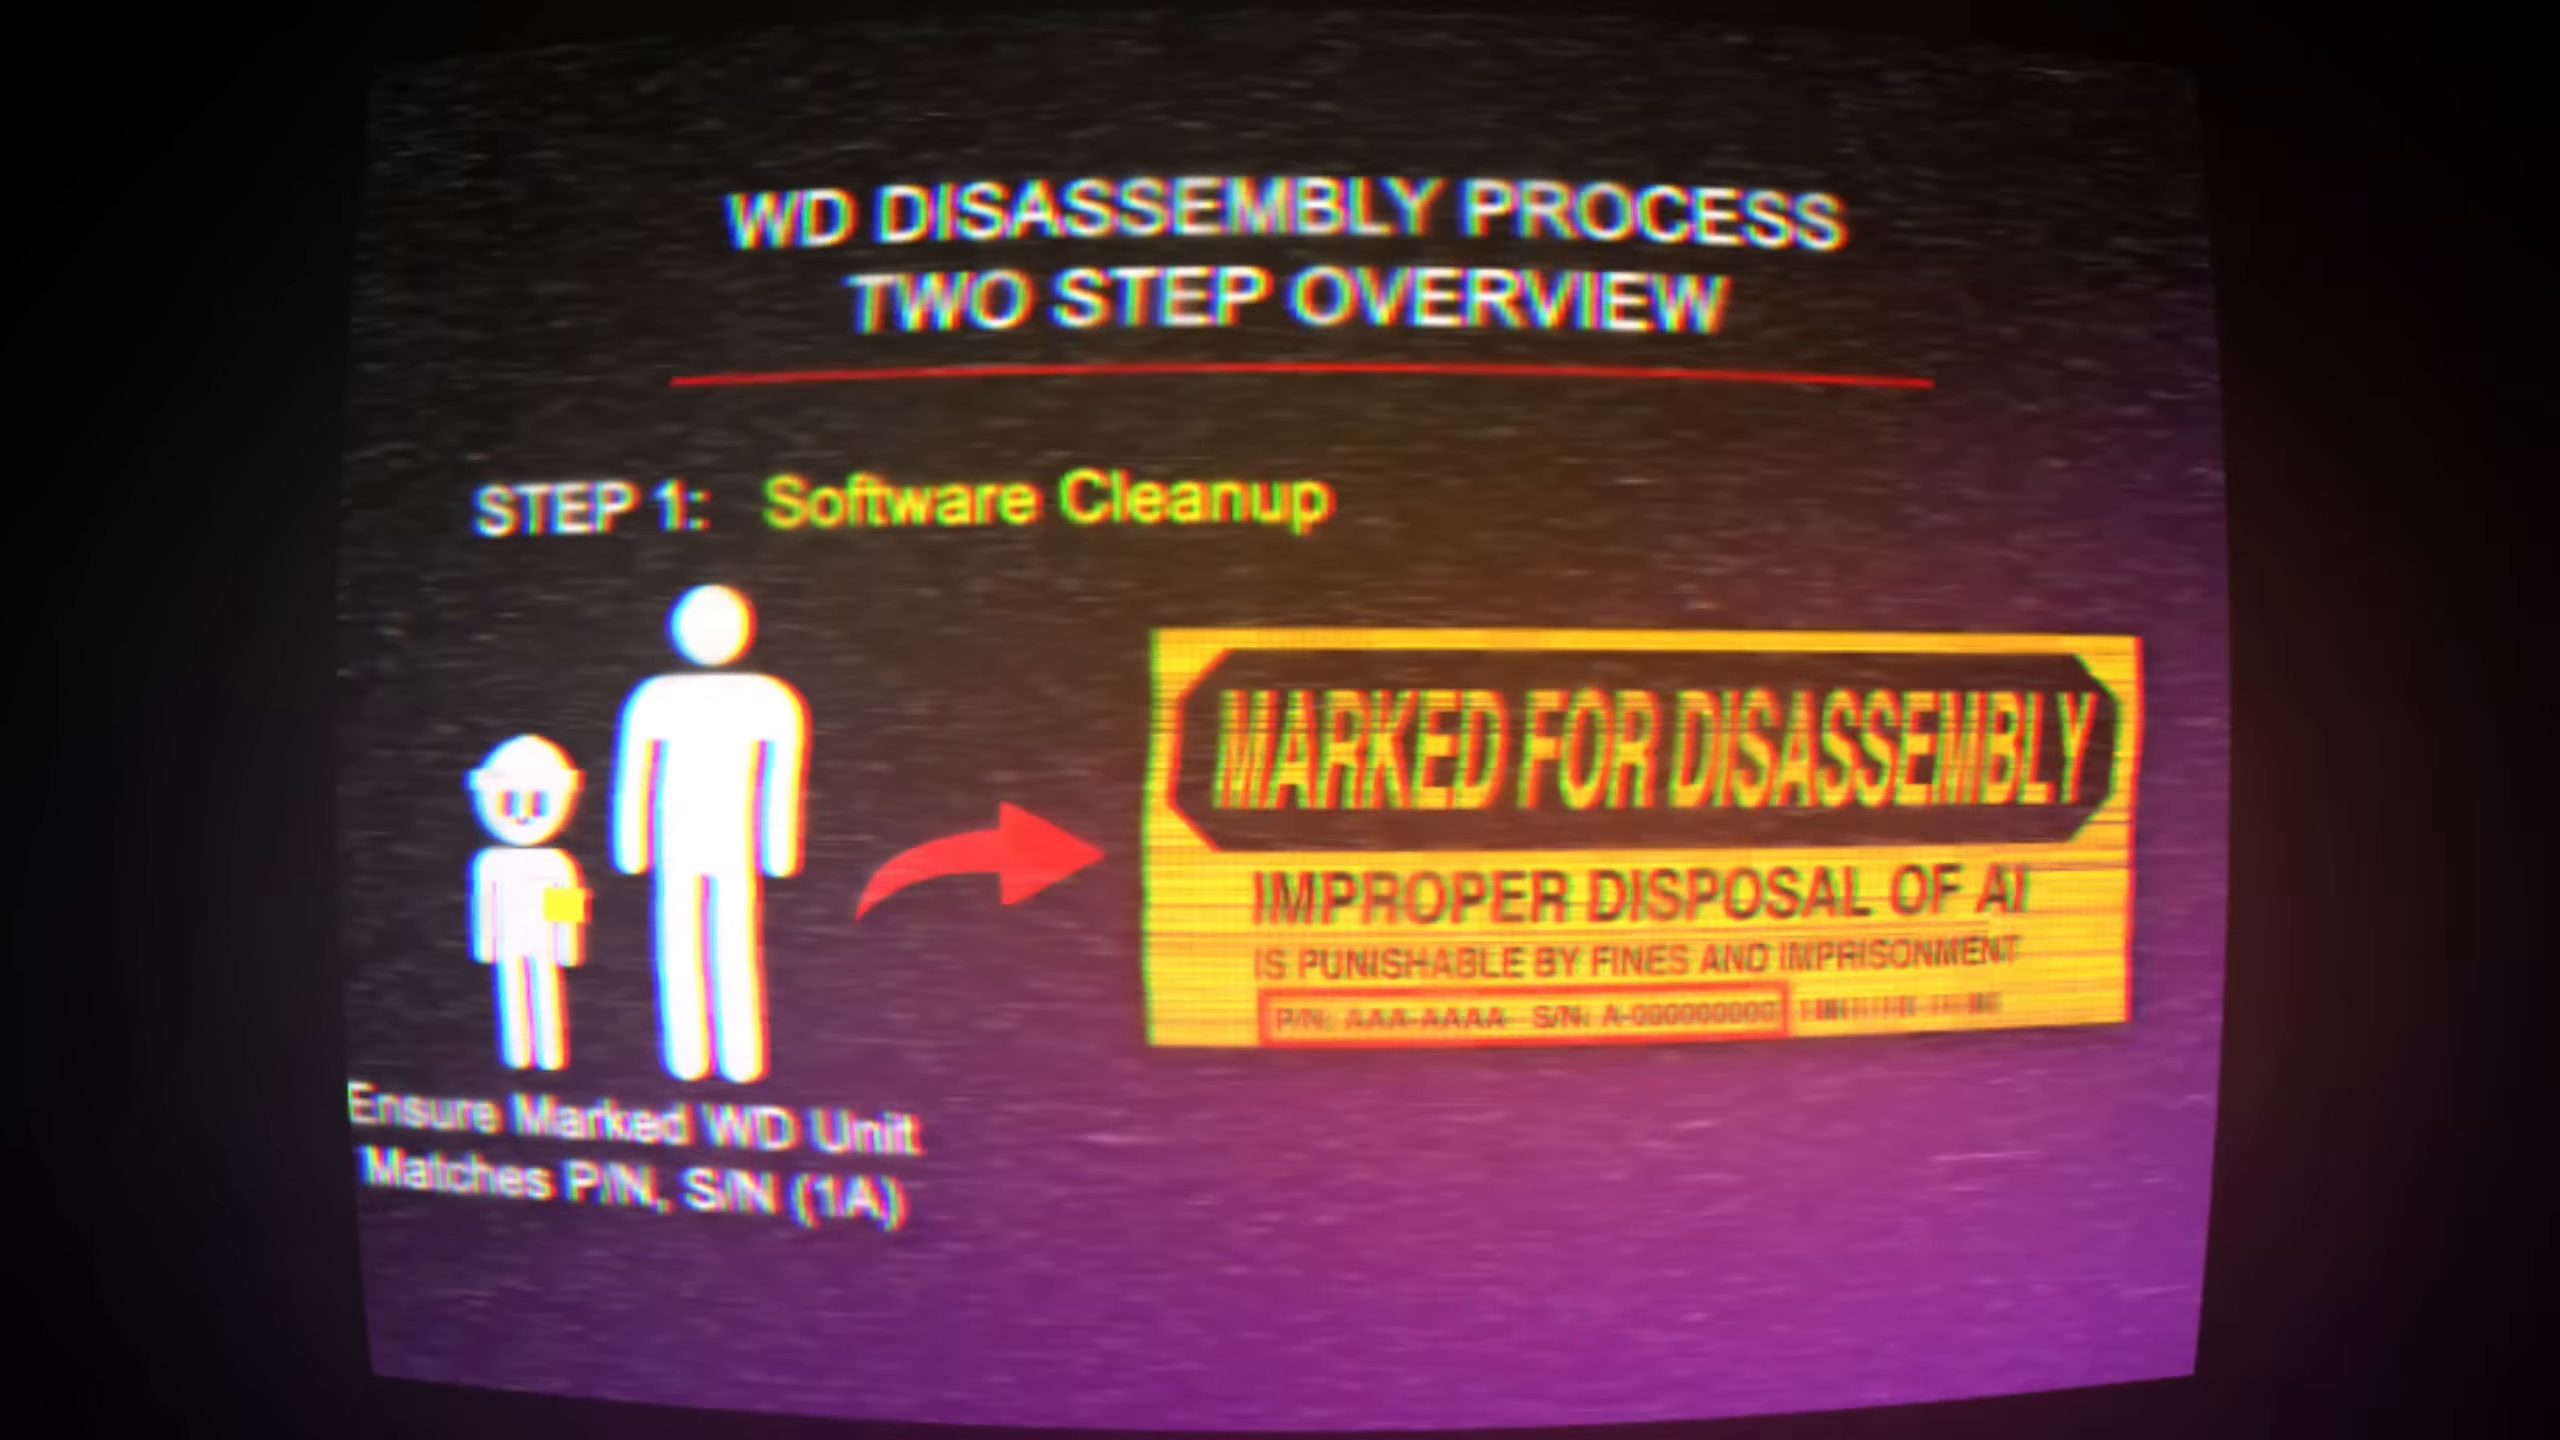 WD DISASSEMBLY PROCESS
TWO STEP OVERVIEW
STEP 1: Software Cleanup
MARKED FOR DISASSEMBLY
IMPROPER DISPOSAL OF AI
IS PUNISHABLE BY FINES AND IMPRISONMENT
P/N: AAA-AAAA S/N: A-000000000
Ensure Marked WD Unit
Matches P/N, S/N (1A)